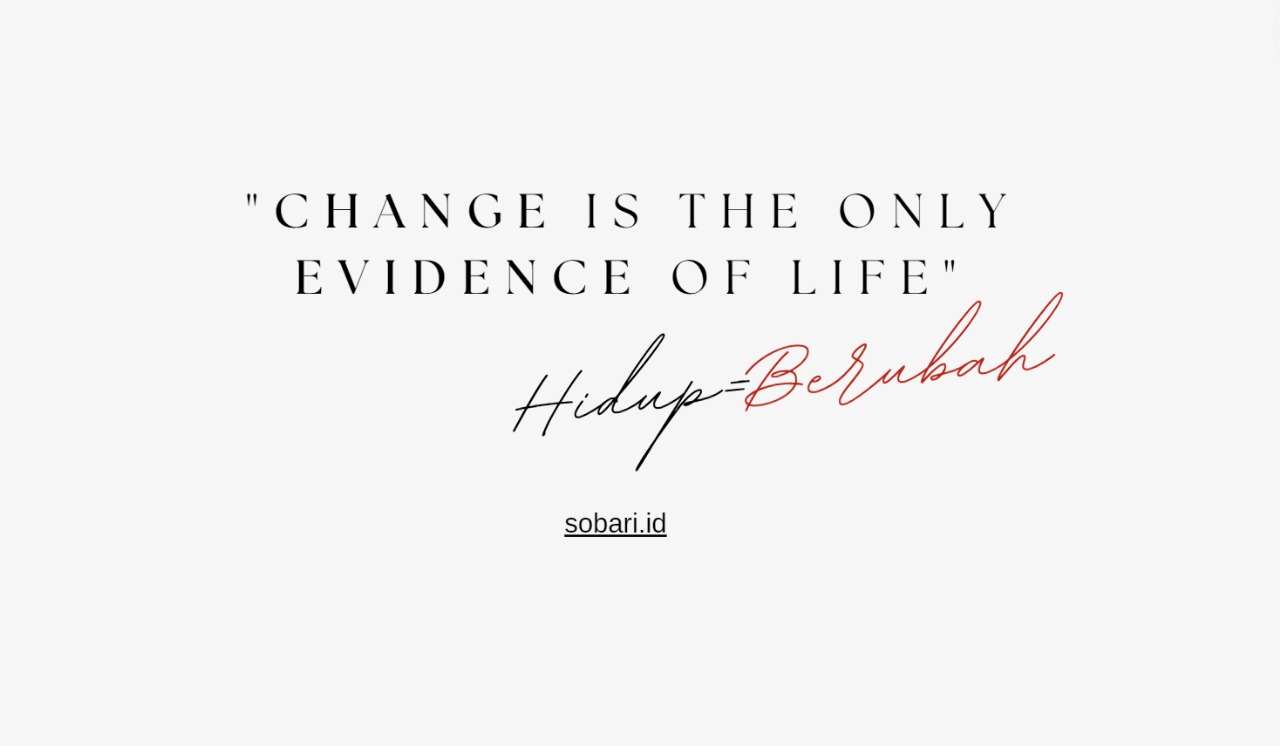 "CHANGE IS THE ONLY
EVIDENCE OF LIFE"
Hidup=Berubah
sobari.id